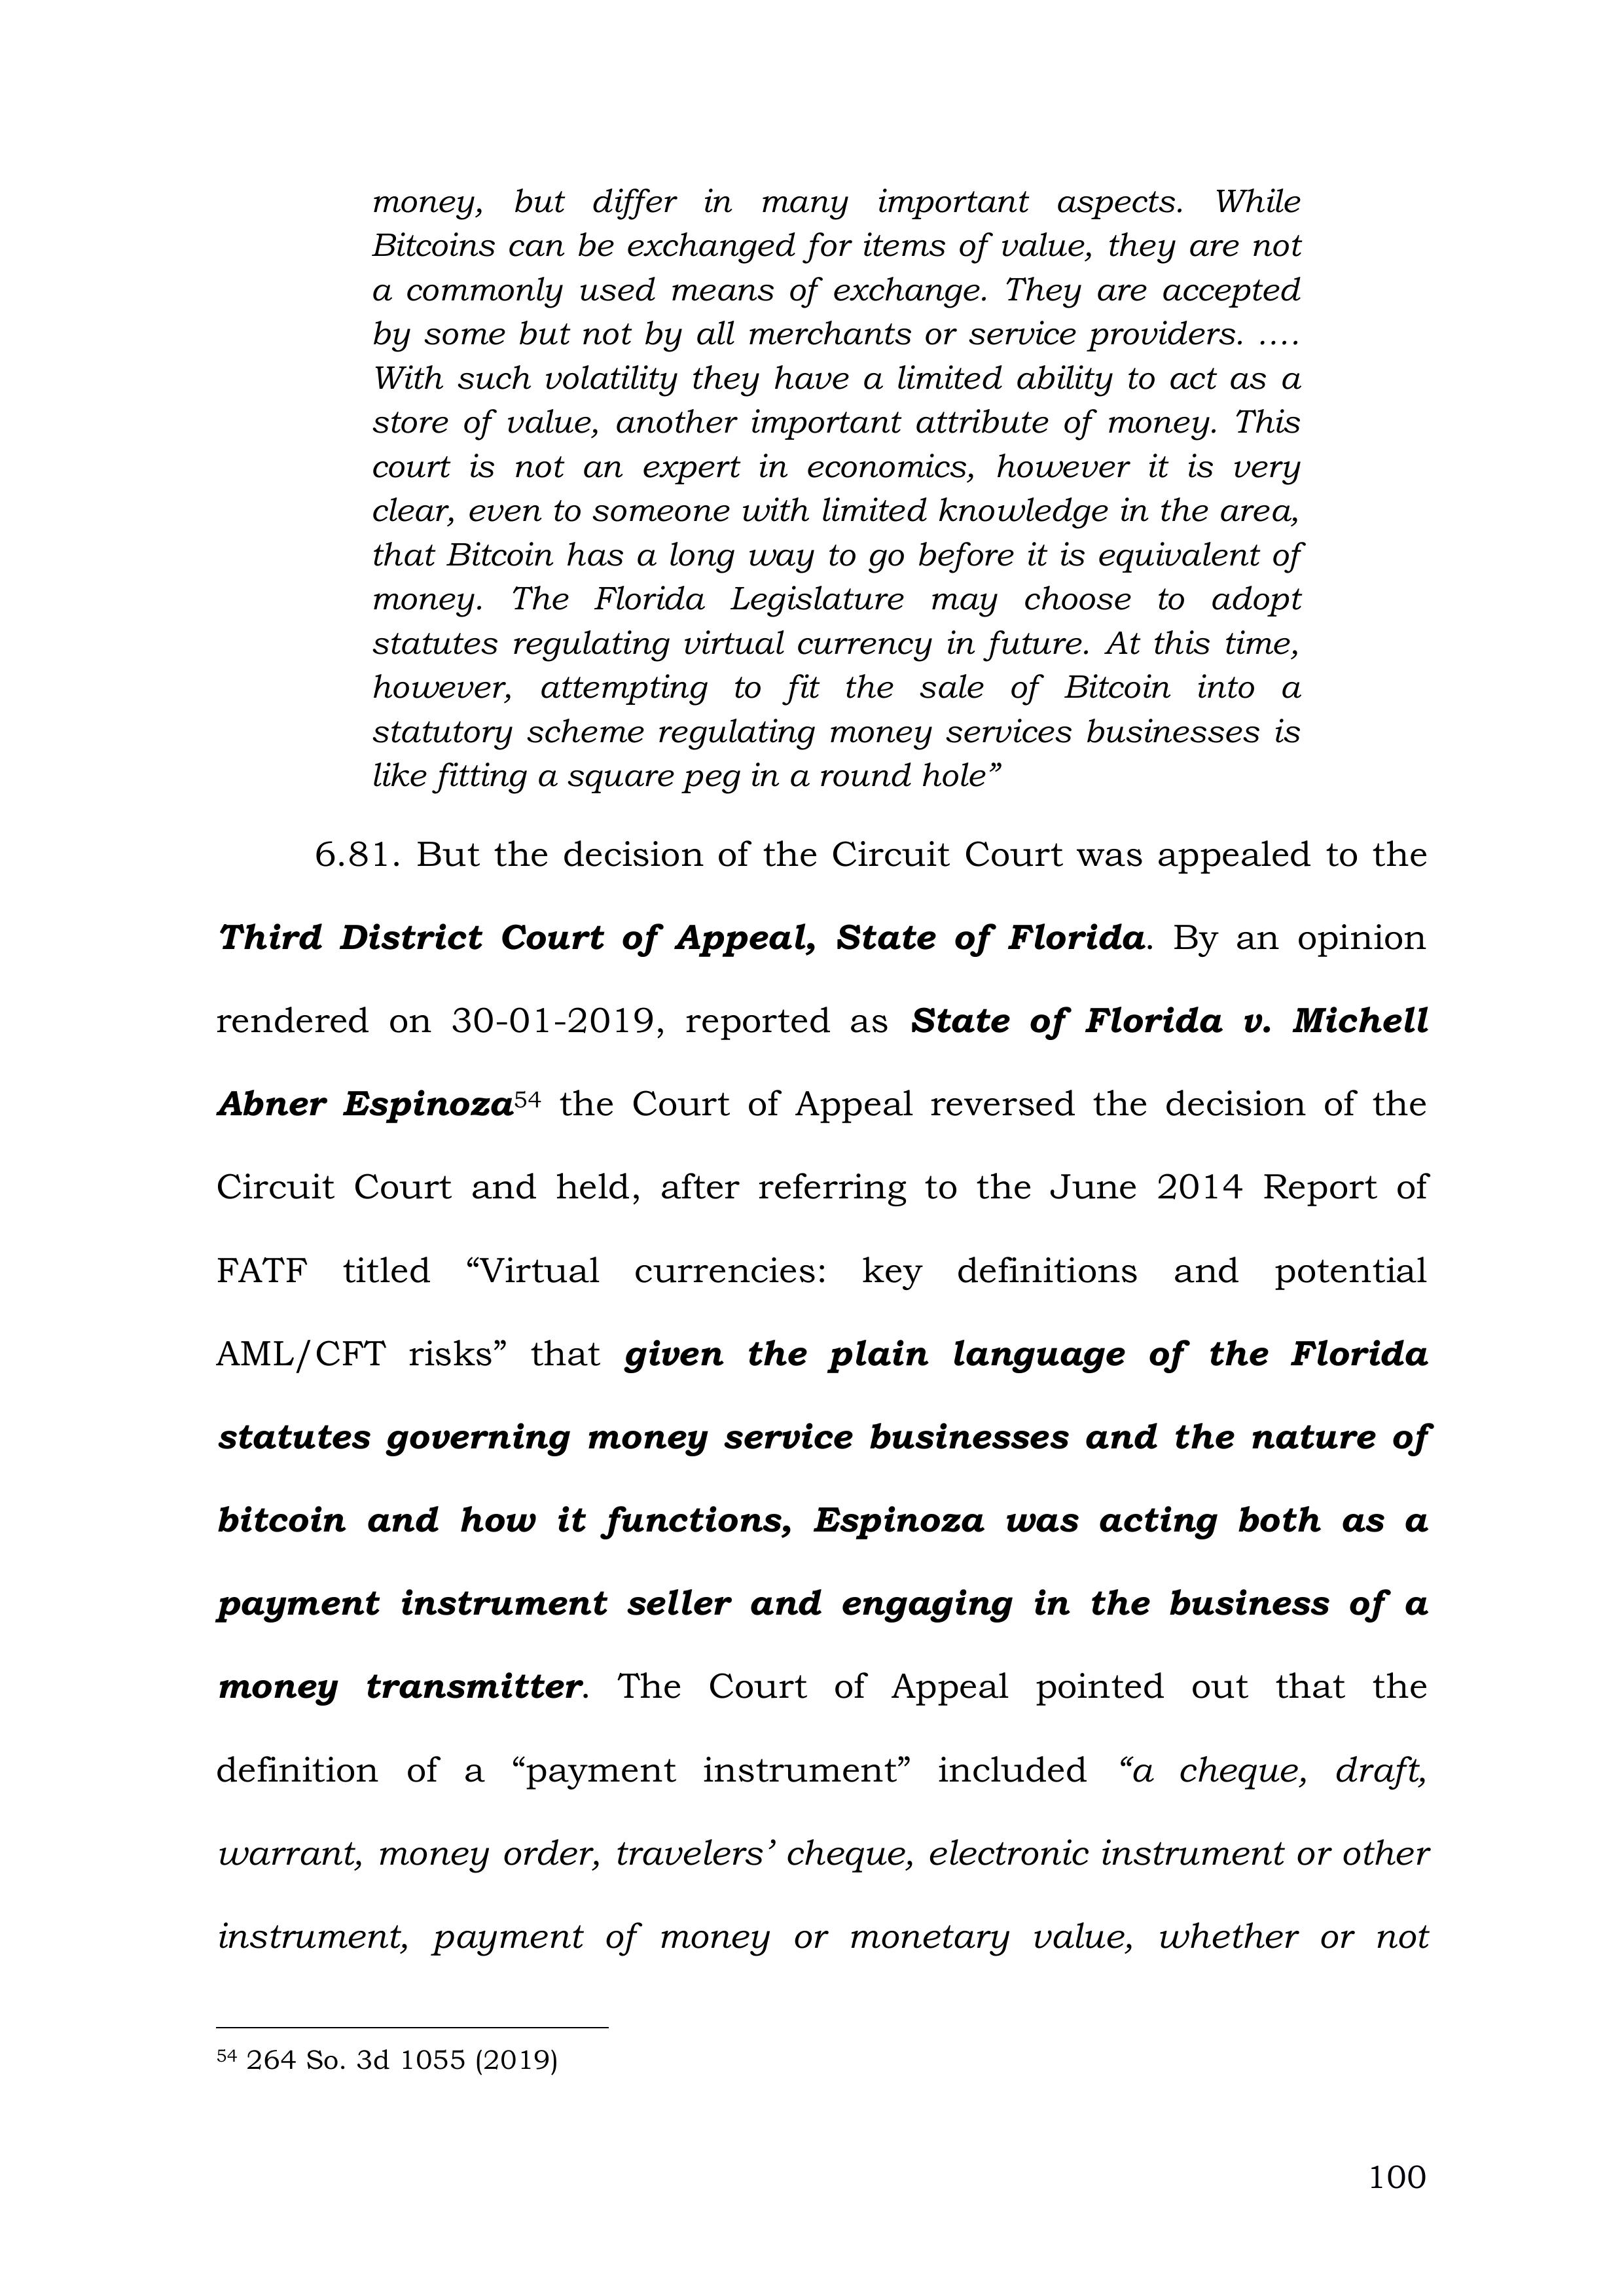 money, but differ in many important aspects. While
Bitcoins can be exchanged for items of value, they are not
a commonly used means of exchange. They are accepted
by some but not by all merchants or service providers. ….
With such volatility they have a limited ability to act as a
store of value, another important attribute of money. This
court is not an expert in economics, however it is very
clear, even to someone with limited knowledge in the area,
that Bitcoin has a long way to go before it is equivalent of
money. The Florida Legislature may choose to adopt
statutes regulating virtual currency in future. At this time,
however, attempting to fit the sale of Bitcoin into a
statutory scheme regulating money services businesses is
like fitting a square peg in a round hole”
6.81. But the decision of the Circuit Court was appealed to the
Third District Court of Appeal, State of Florida. By an opinion
rendered on 30-01-2019, reported as State of Florida v. Michell
Abner Espinoza54 the Court of Appeal reversed the decision of the
Circuit Court and held, after referring to the June 2014 Report of
FATF titled “Virtual currencies: key definitions and potential
AML/CFT risks” that given the plain language of the Florida
statutes governing money service businesses and the nature of
bitcoin and how it functions, Espinoza was acting both as a
payment instrument seller and engaging in the business of a
money transmitter. The Court of Appeal pointed out that the
definition of a “payment instrument” included “a cheque, draft,
warrant, money order, travelers’ cheque, electronic instrument or other
instrument, payment of money or monetary value, whether or not
54 264 So. 3d 1055 (2019)
100